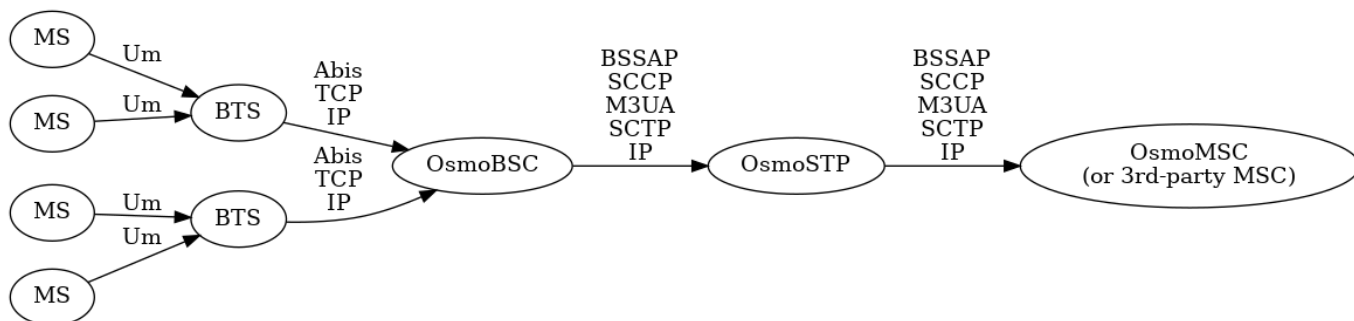 MS
Um
MS
Um
BTS
Abis
TCP
IP
MS
Um
MS
Um
BTS
Abis
TCP
IP
OsmoBSC
BSSAP
SCCP
M3UA
SCTP
IP
OsmoSTP
BSSAP
SCCP
M3UA
SCTP
IP
OsmoMSC
(or 3rd-party MSC)